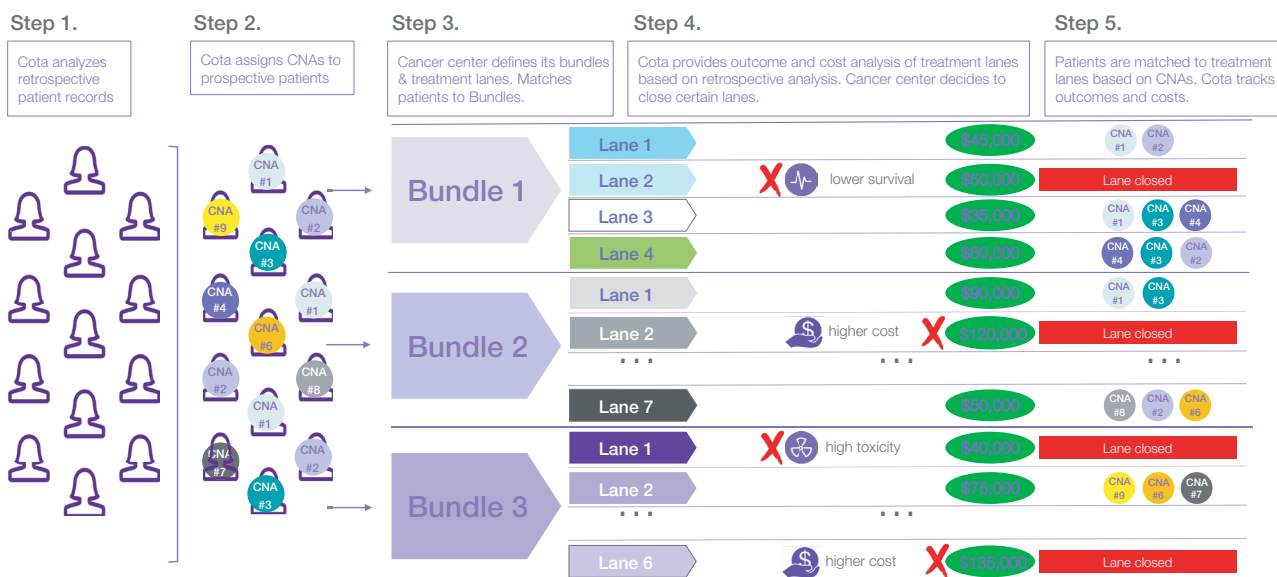 Step 1.
Step 2.
Step 3.
Step 4.
Step 5.
Cota analyzes
retrospective
patient records
Cota assigns CNAs to
prospective patients
Cancer center defines its bundles
& treatment lanes. Matches
patients to Bundles.
Cota provides outcome and cost analysis of treatment lanes
based on retrospective analysis. Cancer center decides to
close certain lanes.
Patients are matched to treatment
lanes based on CNAs. Cota tracks
outcomes and costs.
CNA
#1
CNA
#9
CNA
#2
CNA
#3
CNA
#4
CNA
#1
CNA
#6
CNA
#2
CNA
#8
CNA
#1
CNA
#7
CNA
#2
CNA
#3
Bundle 1
Lane 1
$45,000
CNA
#1
CNA
#2
Lane 2
lower survival
$50,000
Lane closed
Lane 3
$35,000
CNA
#1
CNA
#3
CNA
#4
Lane 4
$60,000
CNA
#4
CNA
#3
CNA
#2
Bundle 2
Lane 1
$90,000
CNA
#1
CNA
#3
Lane 2
$
higher cost
$120,000
Lane closed
...
...
...
Lane 7
$50,000
CNA
#8
CNA
#2
CNA
#6
Bundle 3
Lane 1
high toxicity
$40,000
Lane closed
Lane 2
$75,000
CNA
#9
CNA
#6
CNA
#7
...
...
Lane 6
$
higher cost
$135,000
Lane closed